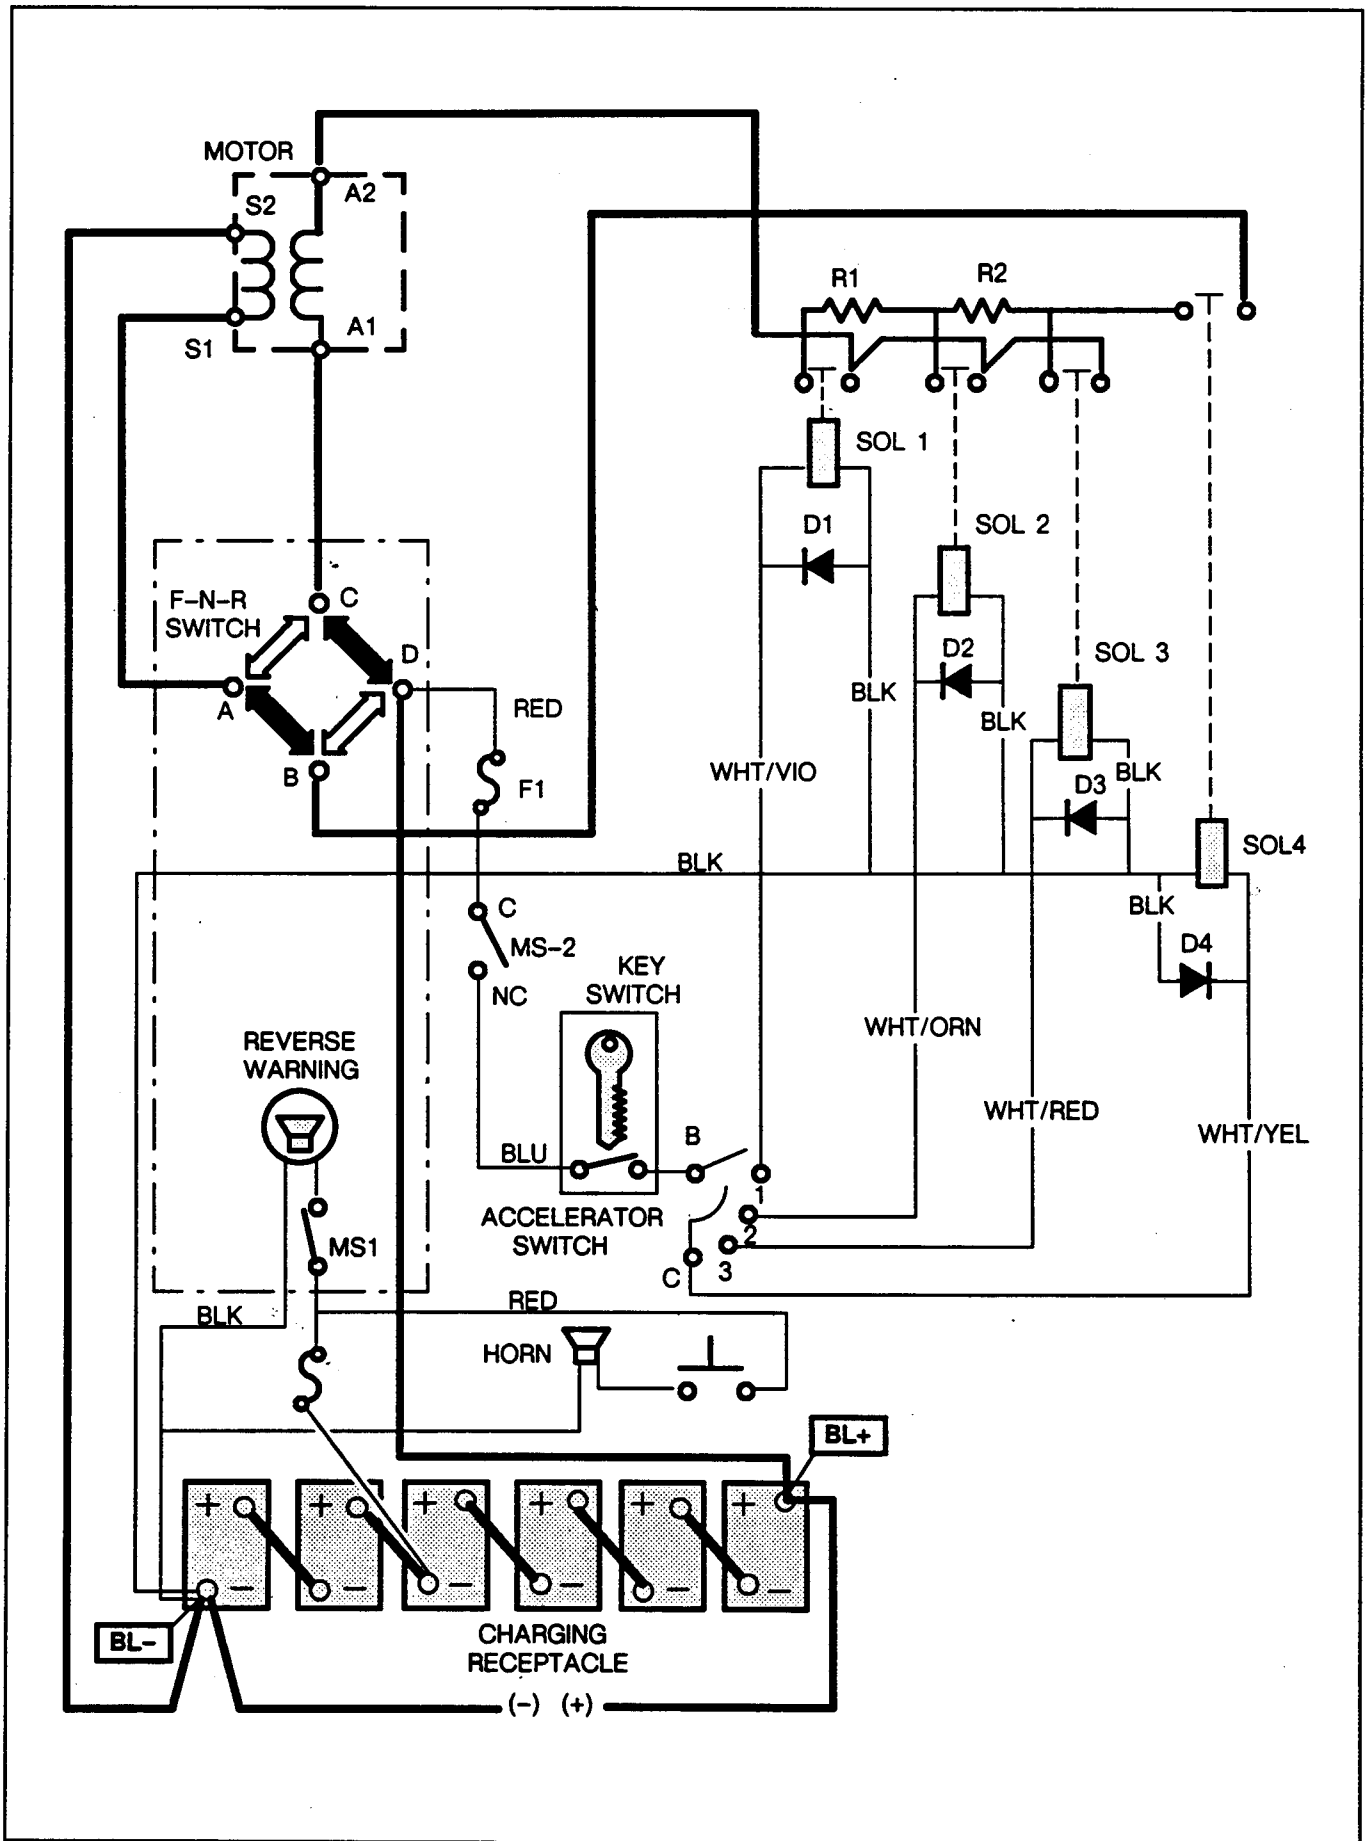 MOTOR
A2
S2
S1
A1
R1
R2
SOL 1
D1
SOL 2
D2
SOL 3
D3
SOL4
D4
F-N-R
SWITCH
C
D
A
B
RED
F1
BLK
BLK
BLK
WHT/VIO
BLK
BLK
C
MS-2
NC
KEY
SWITCH
WHT/ORN
WHT/RED
WHT/YEL
REVERSE
WARNING
BLU
B
1
2
3
C
ACCELERATOR
SWITCH
MS1
BLK
RED
HORN
BL+
+
+
+
+
+
+
–
–
–
–
–
–
BL-
CHARGING
RECEPTACLE
(-) (+)